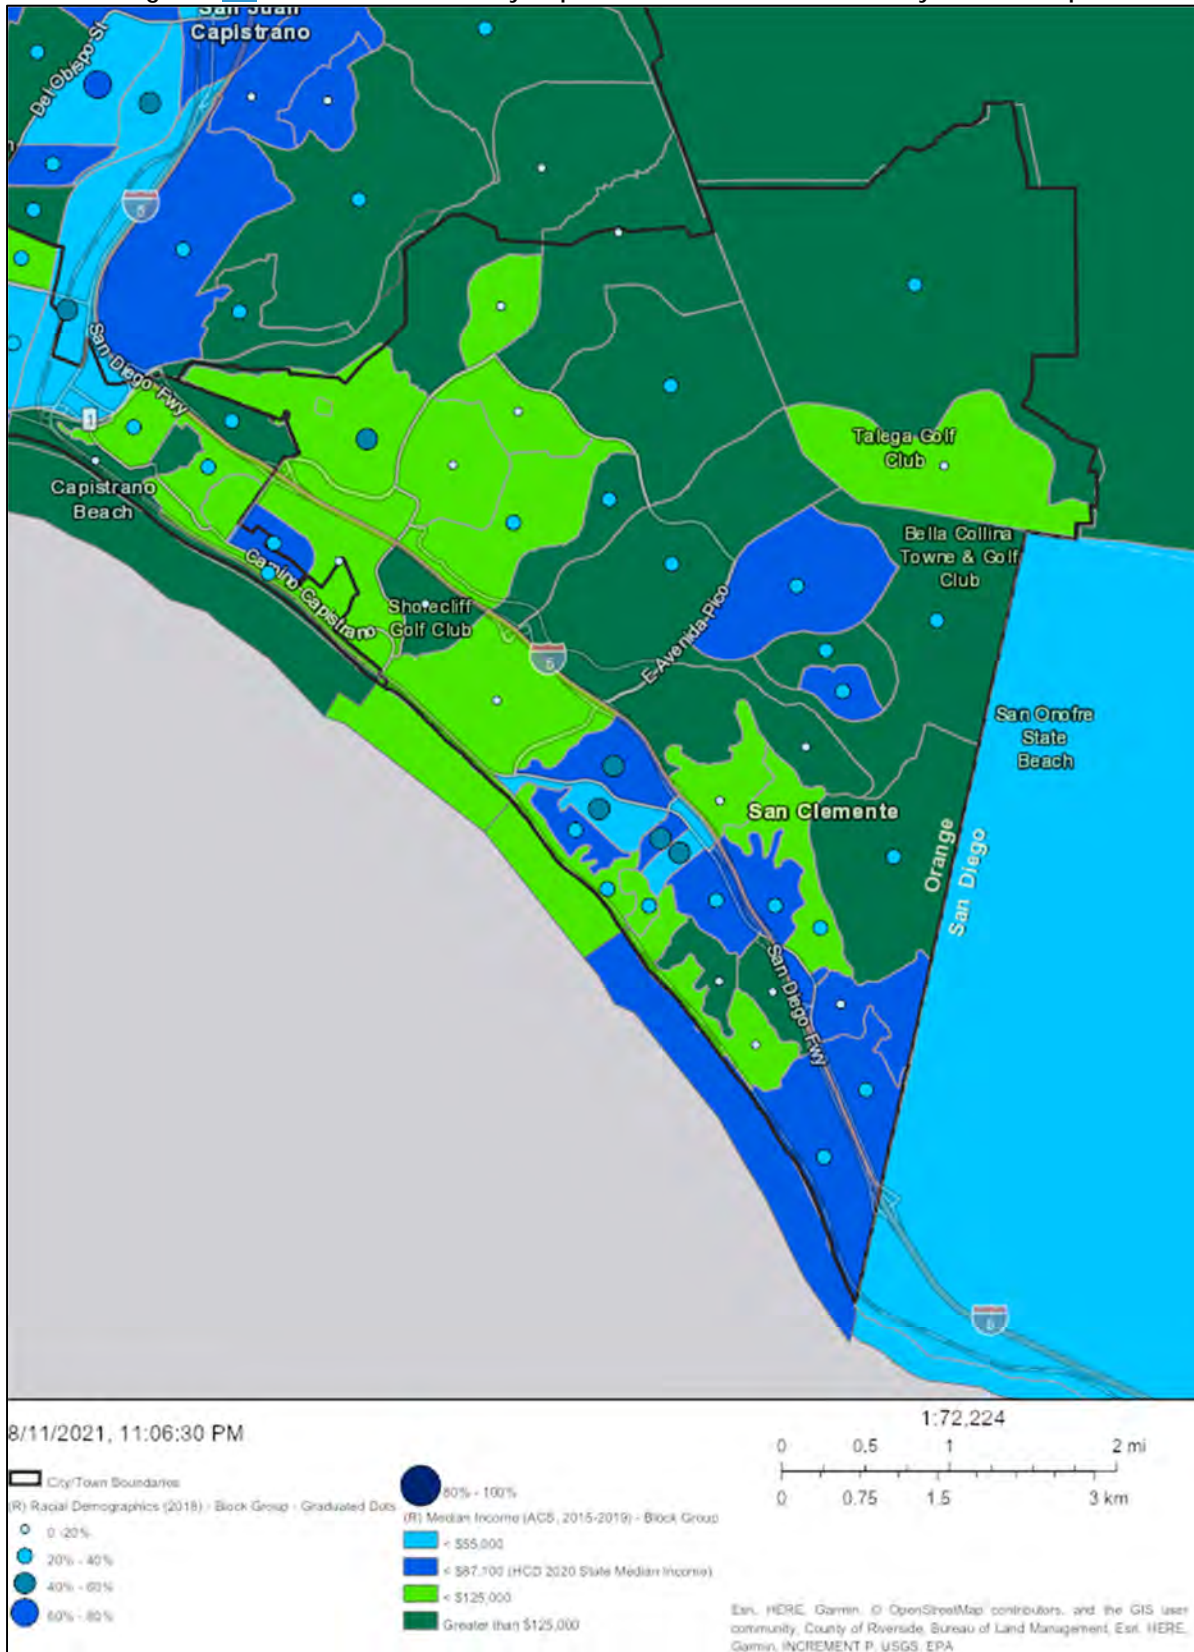 San Juan
Capistrano
Del Obispo St
5
San Diego Fwy
1
Capistrano
Beach
Talega Golf
Club
Bella Collina
Towne & Golf
Club
Camino Capistrano
Shorecliff
Golf Club
5
E Avenida Pico
San Onofre
State
Beach
San Clemente
Orange
San Diego
San Diego Fwy
5
8/11/2021, 11:06:30 PM
1:72,224
0 0.5 1 2 mi
0 0.75 1.5 3 km
City/Town Boundaries
(R) Racial Demographics (2018) - Block Group - Graduated Dots
0 -20%
20% - 40%
40% - 60%
60% - 80%
80% - 100%
(R) Median Income (ACS, 2015-2019) - Block Group
< $55,000
< $87,100 (HCD 2020 State Median Income)
< $125,000
Greater than $125,000
Esri, HERE, Garmin, © OpenStreetMap contributors, and the GIS user
community, County of Riverside, Bureau of Land Management, Esri, HERE,
Garmin, INCREMENT P, USGS, EPA